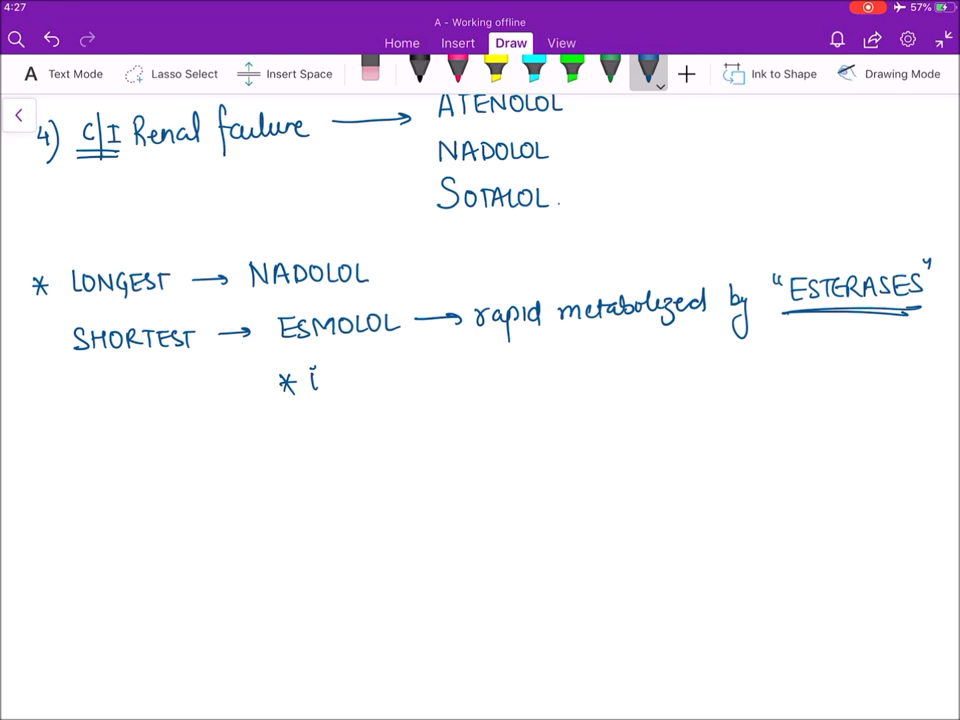 4:27
57%
A - Working offline
Home Insert Draw View
A Text Mode Lasso Select Insert Space Ink to Shape Drawing Mode
4) C/I Renal failure → ATENOLOL
NADOLOL
SOTALOL.
* LONGEST → NADOLOL
SHORTEST → ESMOLOL → rapid metabolized by "ESTERASES"
* i